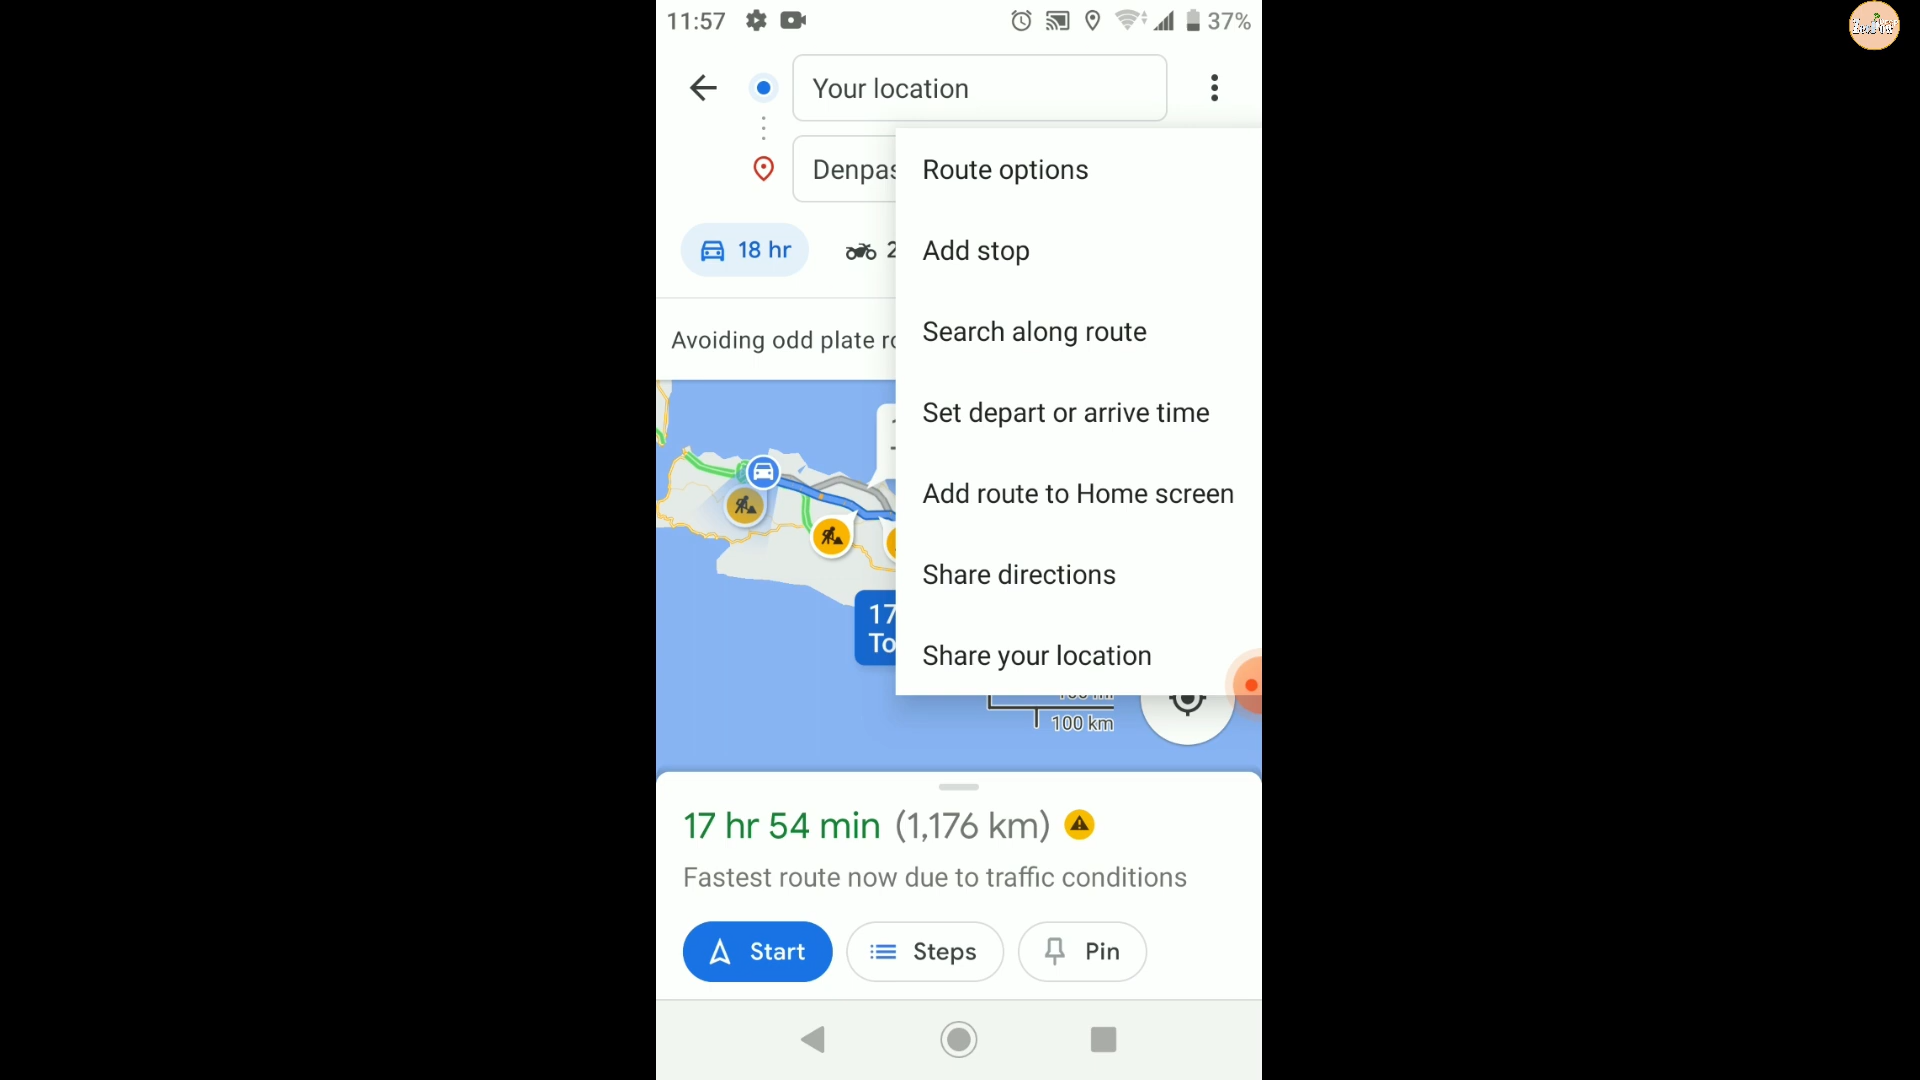 11:57
37%
Your location
Denpas
Route options
Add stop
Search along route
Set depart or arrive time
Add route to Home screen
Share directions
Share your location
18 hr
2
Avoiding odd plate
17
To
100 km
17 hr 54 min (1,176 km)
Fastest route now due to traffic conditions
Start
Steps
Pin